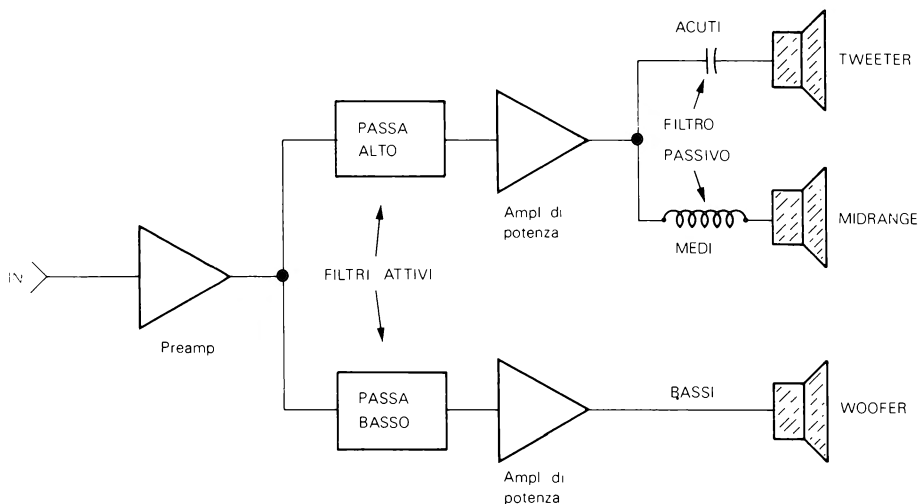 ACUTI
TWEETER
FILTRO
PASSIVO
PASSA
ALTO
Ampl di
potenza
MEDI
MIDRANGE
IN
Preamp
FILTRI ATTIVI
PASSA
BASSO
Ampl di
potenza
BASSI
WOOFER